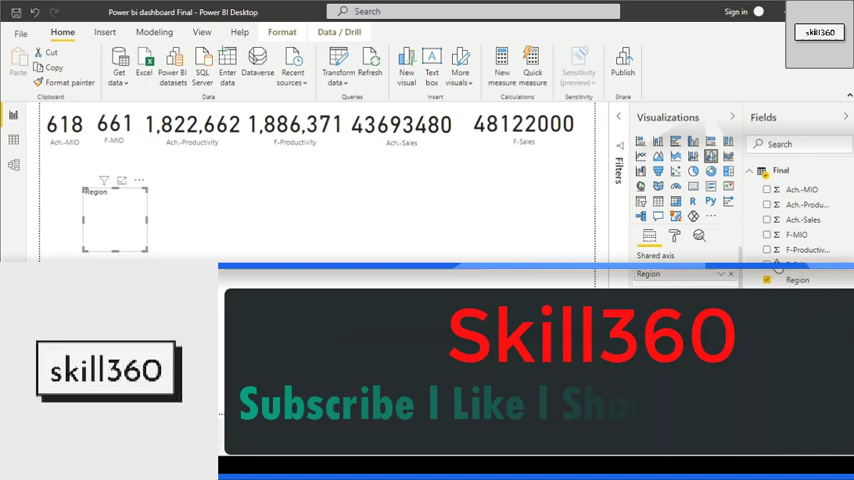 Power bi dashboard Final - Power BI Desktop
Search
Sign in
skill360
File Home Insert Modeling View Help Format Data / Drill
Paste
Cut
Copy
Format painter
Clipboard
Get data
Excel
Power BI datasets
SQL Server
Enter data
Dataverse
Recent sources
Data
Transform data
Refresh
Queries
New visual
Text box
More visuals
Insert
New measure
Quick measure
Calculations
Sensitivity (preview)
Sensitivity
Publish
Share
618 661 1,822,662 1,886,371 43693480 48122000
Ach.-MIO F-MIO Ach.-Productivity F-Productivity Ach.-Sales F-Sales
Region
Filters
Visualizations
Shared axis
Region
Fields
Search
Final
Ach.-MIO
Ach.-Produ...
Ach.-Sales
F-MIO
F-Productiv...
Region
skill360
Skill360
Subscribe l Like l Sha